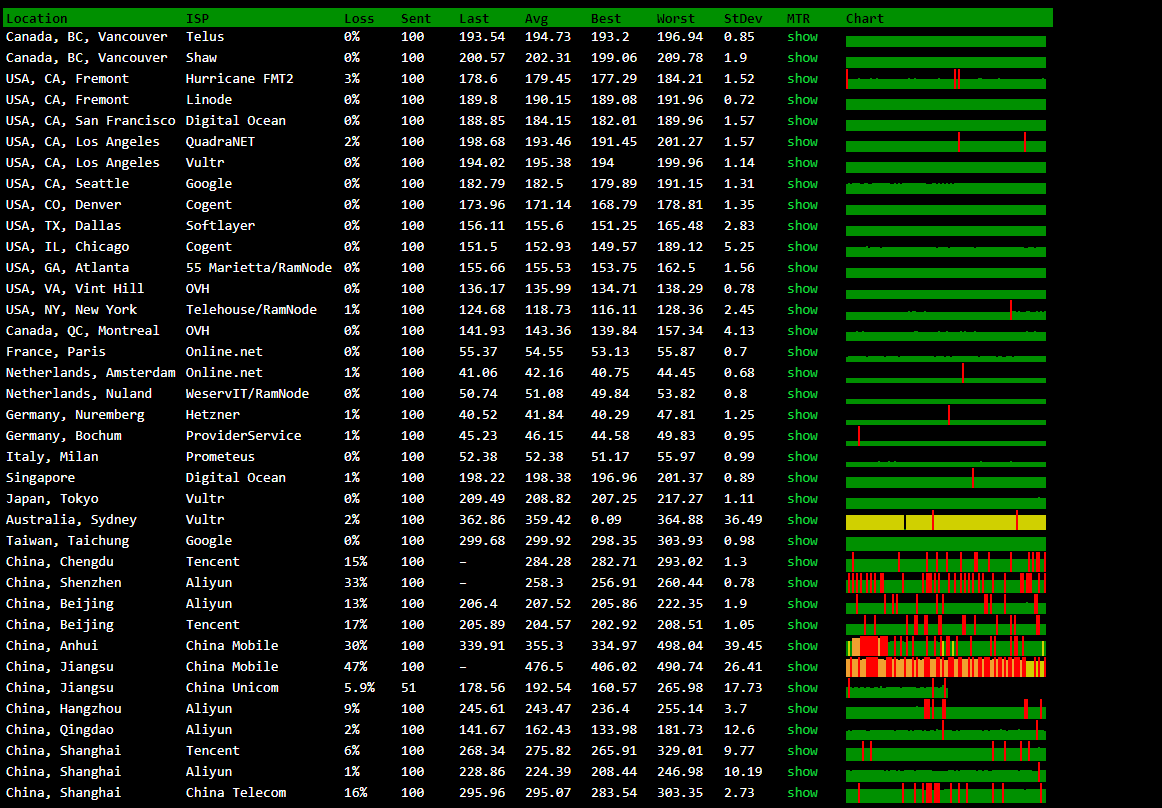 Location ISP Loss Sent Last Avg Best Worst StDev MTR Chart
Canada, BC, Vancouver Telus 0% 100 193.54 194.73 193.2 196.94 0.85 show
Canada, BC, Vancouver Shaw 0% 100 200.57 202.31 199.06 209.78 1.9 show
USA, CA, Fremont Hurricane FMT2 3% 100 178.6 179.45 177.29 184.21 1.52 show
USA, CA, Fremont Linode 0% 100 189.8 190.15 189.08 191.96 0.72 show
USA, CA, San Francisco Digital Ocean 0% 100 188.85 184.15 182.01 189.96 1.57 show
USA, CA, Los Angeles QuadraNET 2% 100 198.68 193.46 191.45 201.27 1.57 show
USA, CA, Los Angeles Vultr 0% 100 194.02 195.38 194 199.96 1.14 show
USA, CA, Seattle Google 0% 100 182.79 182.5 179.89 191.15 1.31 show
USA, CO, Denver Cogent 0% 100 173.96 171.14 168.79 178.81 1.35 show
USA, TX, Dallas Softlayer 0% 100 156.11 155.6 151.25 165.48 2.83 show
USA, IL, Chicago Cogent 0% 100 151.5 152.93 149.57 189.12 5.25 show
USA, GA, Atlanta 55 Marietta/RamNode 0% 100 155.66 155.53 153.75 162.5 1.56 show
USA, VA, Vint Hill OVH 0% 100 136.17 135.99 134.71 138.29 0.78 show
USA, NY, New York Telehouse/RamNode 1% 100 124.68 118.73 116.11 128.36 2.45 show
Canada, QC, Montreal OVH 0% 100 141.93 143.36 139.84 157.34 4.13 show
France, Paris Online.net 0% 100 55.37 54.55 53.13 55.87 0.7 show
Netherlands, Amsterdam Online.net 1% 100 41.06 42.16 40.75 44.45 0.68 show
Netherlands, Nuland WeservIT/RamNode 0% 100 50.74 51.08 49.84 53.82 0.8 show
Germany, Nuremberg Hetzner 1% 100 40.52 41.84 40.29 47.81 1.25 show
Germany, Bochum ProviderService 1% 100 45.23 46.15 44.58 49.83 0.95 show
Italy, Milan Prometeus 0% 100 52.38 52.38 51.17 55.97 0.99 show
Singapore Digital Ocean 1% 100 198.22 198.38 196.96 201.37 0.89 show
Japan, Tokyo Vultr 0% 100 209.49 208.82 207.25 217.27 1.11 show
Australia, Sydney Vultr 2% 100 362.86 359.42 0.09 364.88 36.49 show
Taiwan, Taichung Google 0% 100 299.68 299.92 298.35 303.93 0.98 show
China, Chengdu Tencent 15% 100 – 284.28 282.71 293.02 1.3 show
China, Shenzhen Aliyun 33% 100 – 258.3 256.91 260.44 0.78 show
China, Beijing Aliyun 13% 100 206.4 207.52 205.86 222.35 1.9 show
China, Beijing Tencent 17% 100 205.89 204.57 202.92 208.51 1.05 show
China, Anhui China Mobile 30% 100 339.91 355.3 334.97 498.04 39.45 show
China, Jiangsu China Mobile 47% 100 – 476.5 406.02 490.74 26.41 show
China, Jiangsu China Unicom 5.9% 51 178.56 192.54 160.57 265.98 17.73 show
China, Hangzhou Aliyun 9% 100 245.61 243.47 236.4 255.14 3.7 show
China, Qingdao Aliyun 2% 100 141.67 162.43 133.98 181.73 12.6 show
China, Shanghai Tencent 6% 100 268.34 275.82 265.91 329.01 9.77 show
China, Shanghai Aliyun 1% 100 228.86 224.39 208.44 246.98 10.19 show
China, Shanghai China Telecom 16% 100 295.96 295.07 283.54 303.35 2.73 show